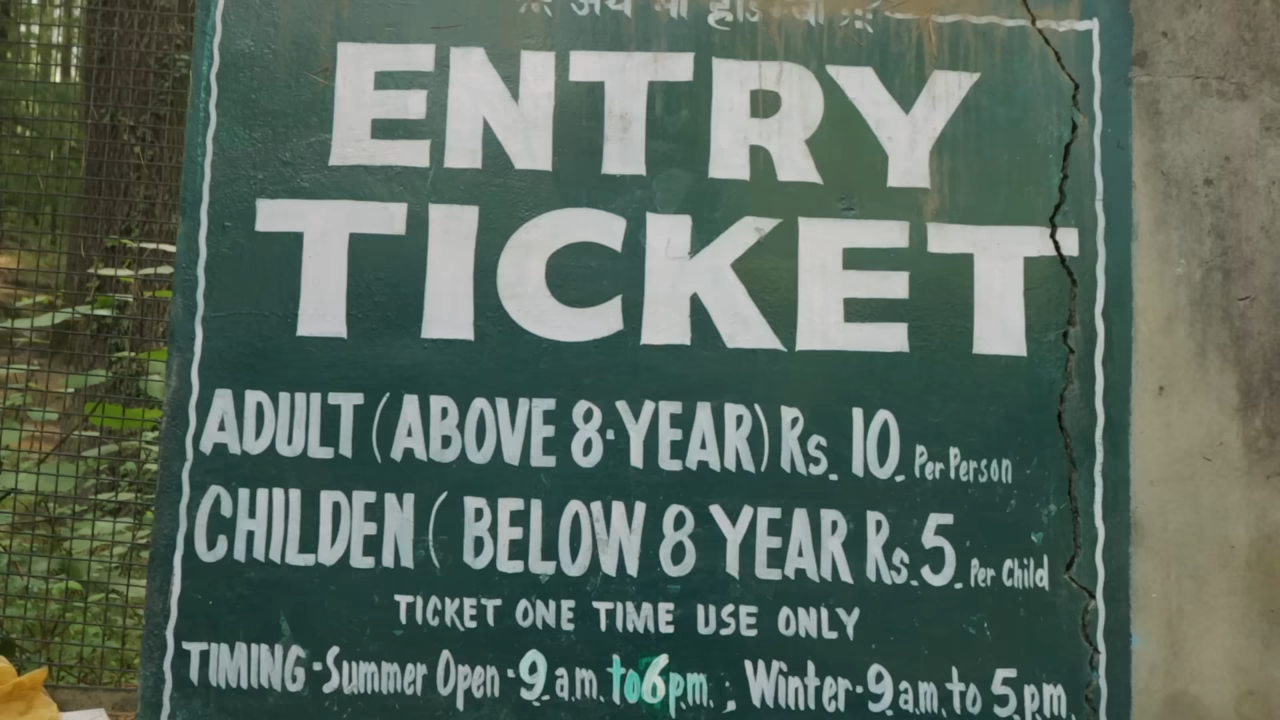 ENTRY
TICKET
ADULT (ABOVE 8·YEAR) Rs. 10. Per Person
CHILDEN ( BELOW 8 YEAR Rs. 5. Per Child
TICKET ONE TIME USE ONLY
TIMING-Summer Open-9 a.m. to 6 p.m., Winter-9 a.m. to 5 p.m.